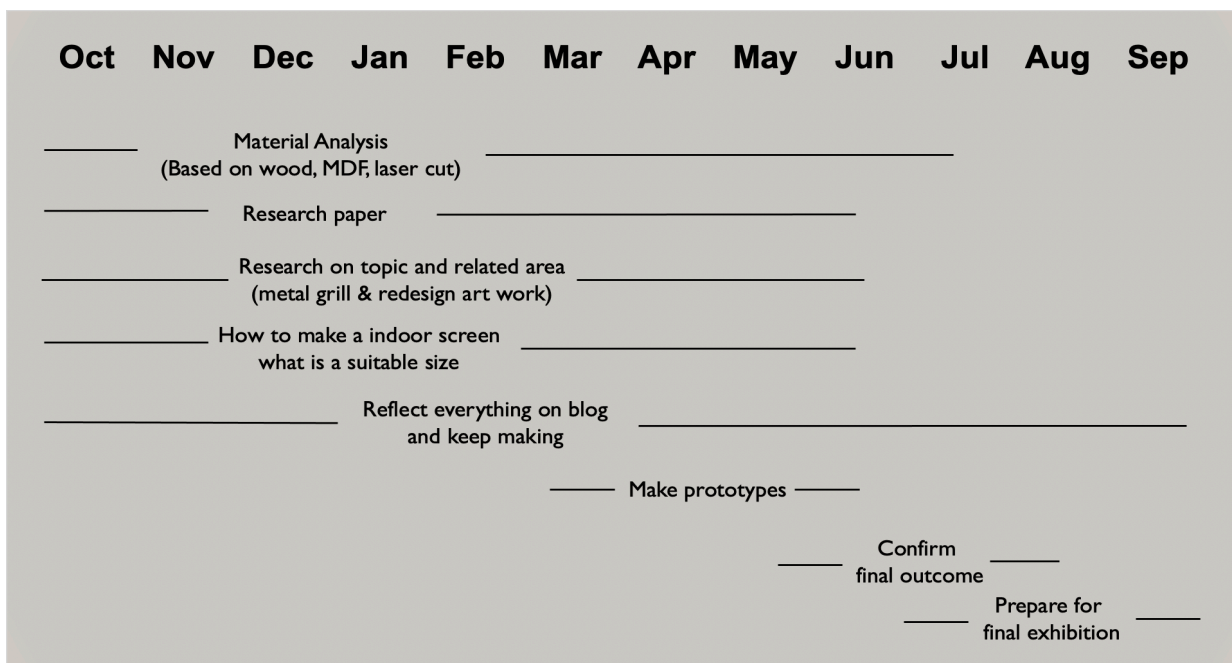 Oct Nov Dec Jan Feb Mar Apr May Jun Jul Aug Sep
Material Analysis
(Based on wood, MDF, laser cut)
Research paper
Research on topic and related area
(metal grill & redesign art work)
How to make a indoor screen
what is a suitable size
Reflect everything on blog
and keep making
Make prototypes
Confirm
final outcome
Prepare for
final exhibition